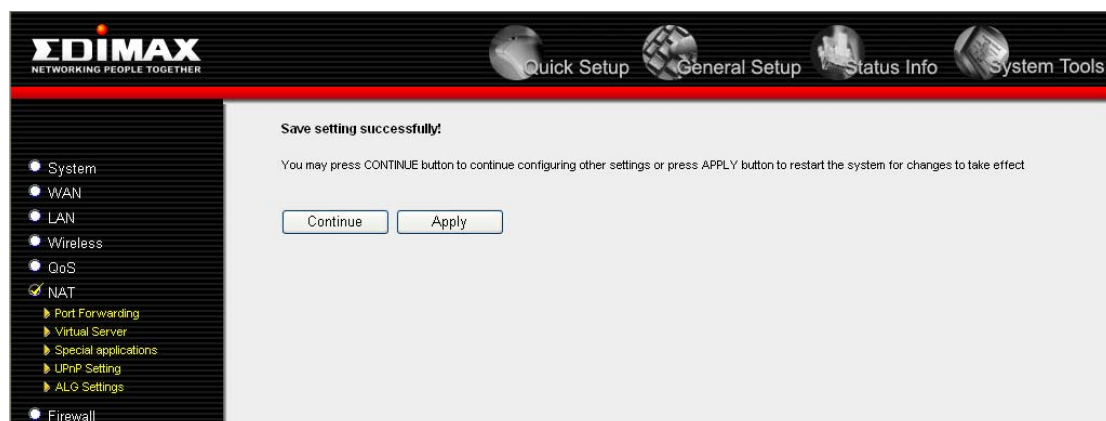 EDIMAX
NETWORKING PEOPLE TOGETHER
Quick Setup
General Setup
Status Info
System Tools
Save setting successfully!
You may press CONTINUE button to continue configuring other settings or press APPLY button to restart the system for changes to take effect
Continue
Apply
System
WAN
LAN
Wireless
QoS
NAT
Port Forwarding
Virtual Server
Special applications
UPnP Setting
ALG Settings
Firewall